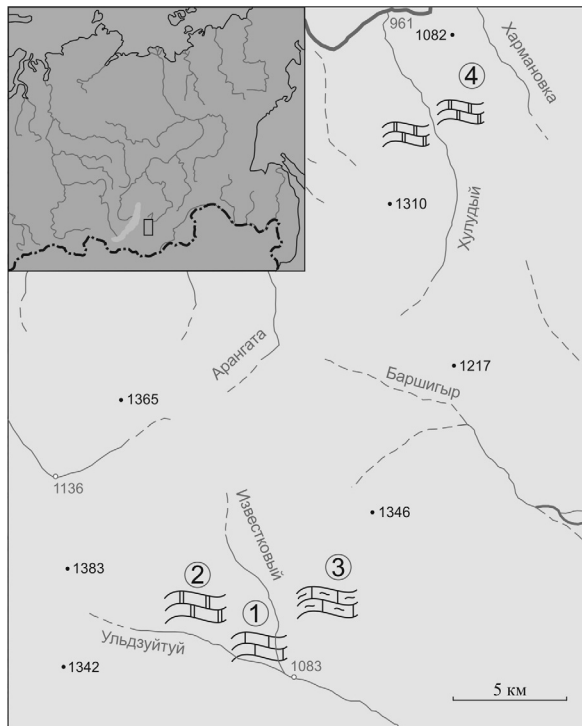 961
1082
Хармановка
4
1310
Хулудый
Арангата
1217
Баршигыр
1365
1136
Известковый
1346
1383
2
3
1
Ульдзуйтуй
1083
1342
5 км